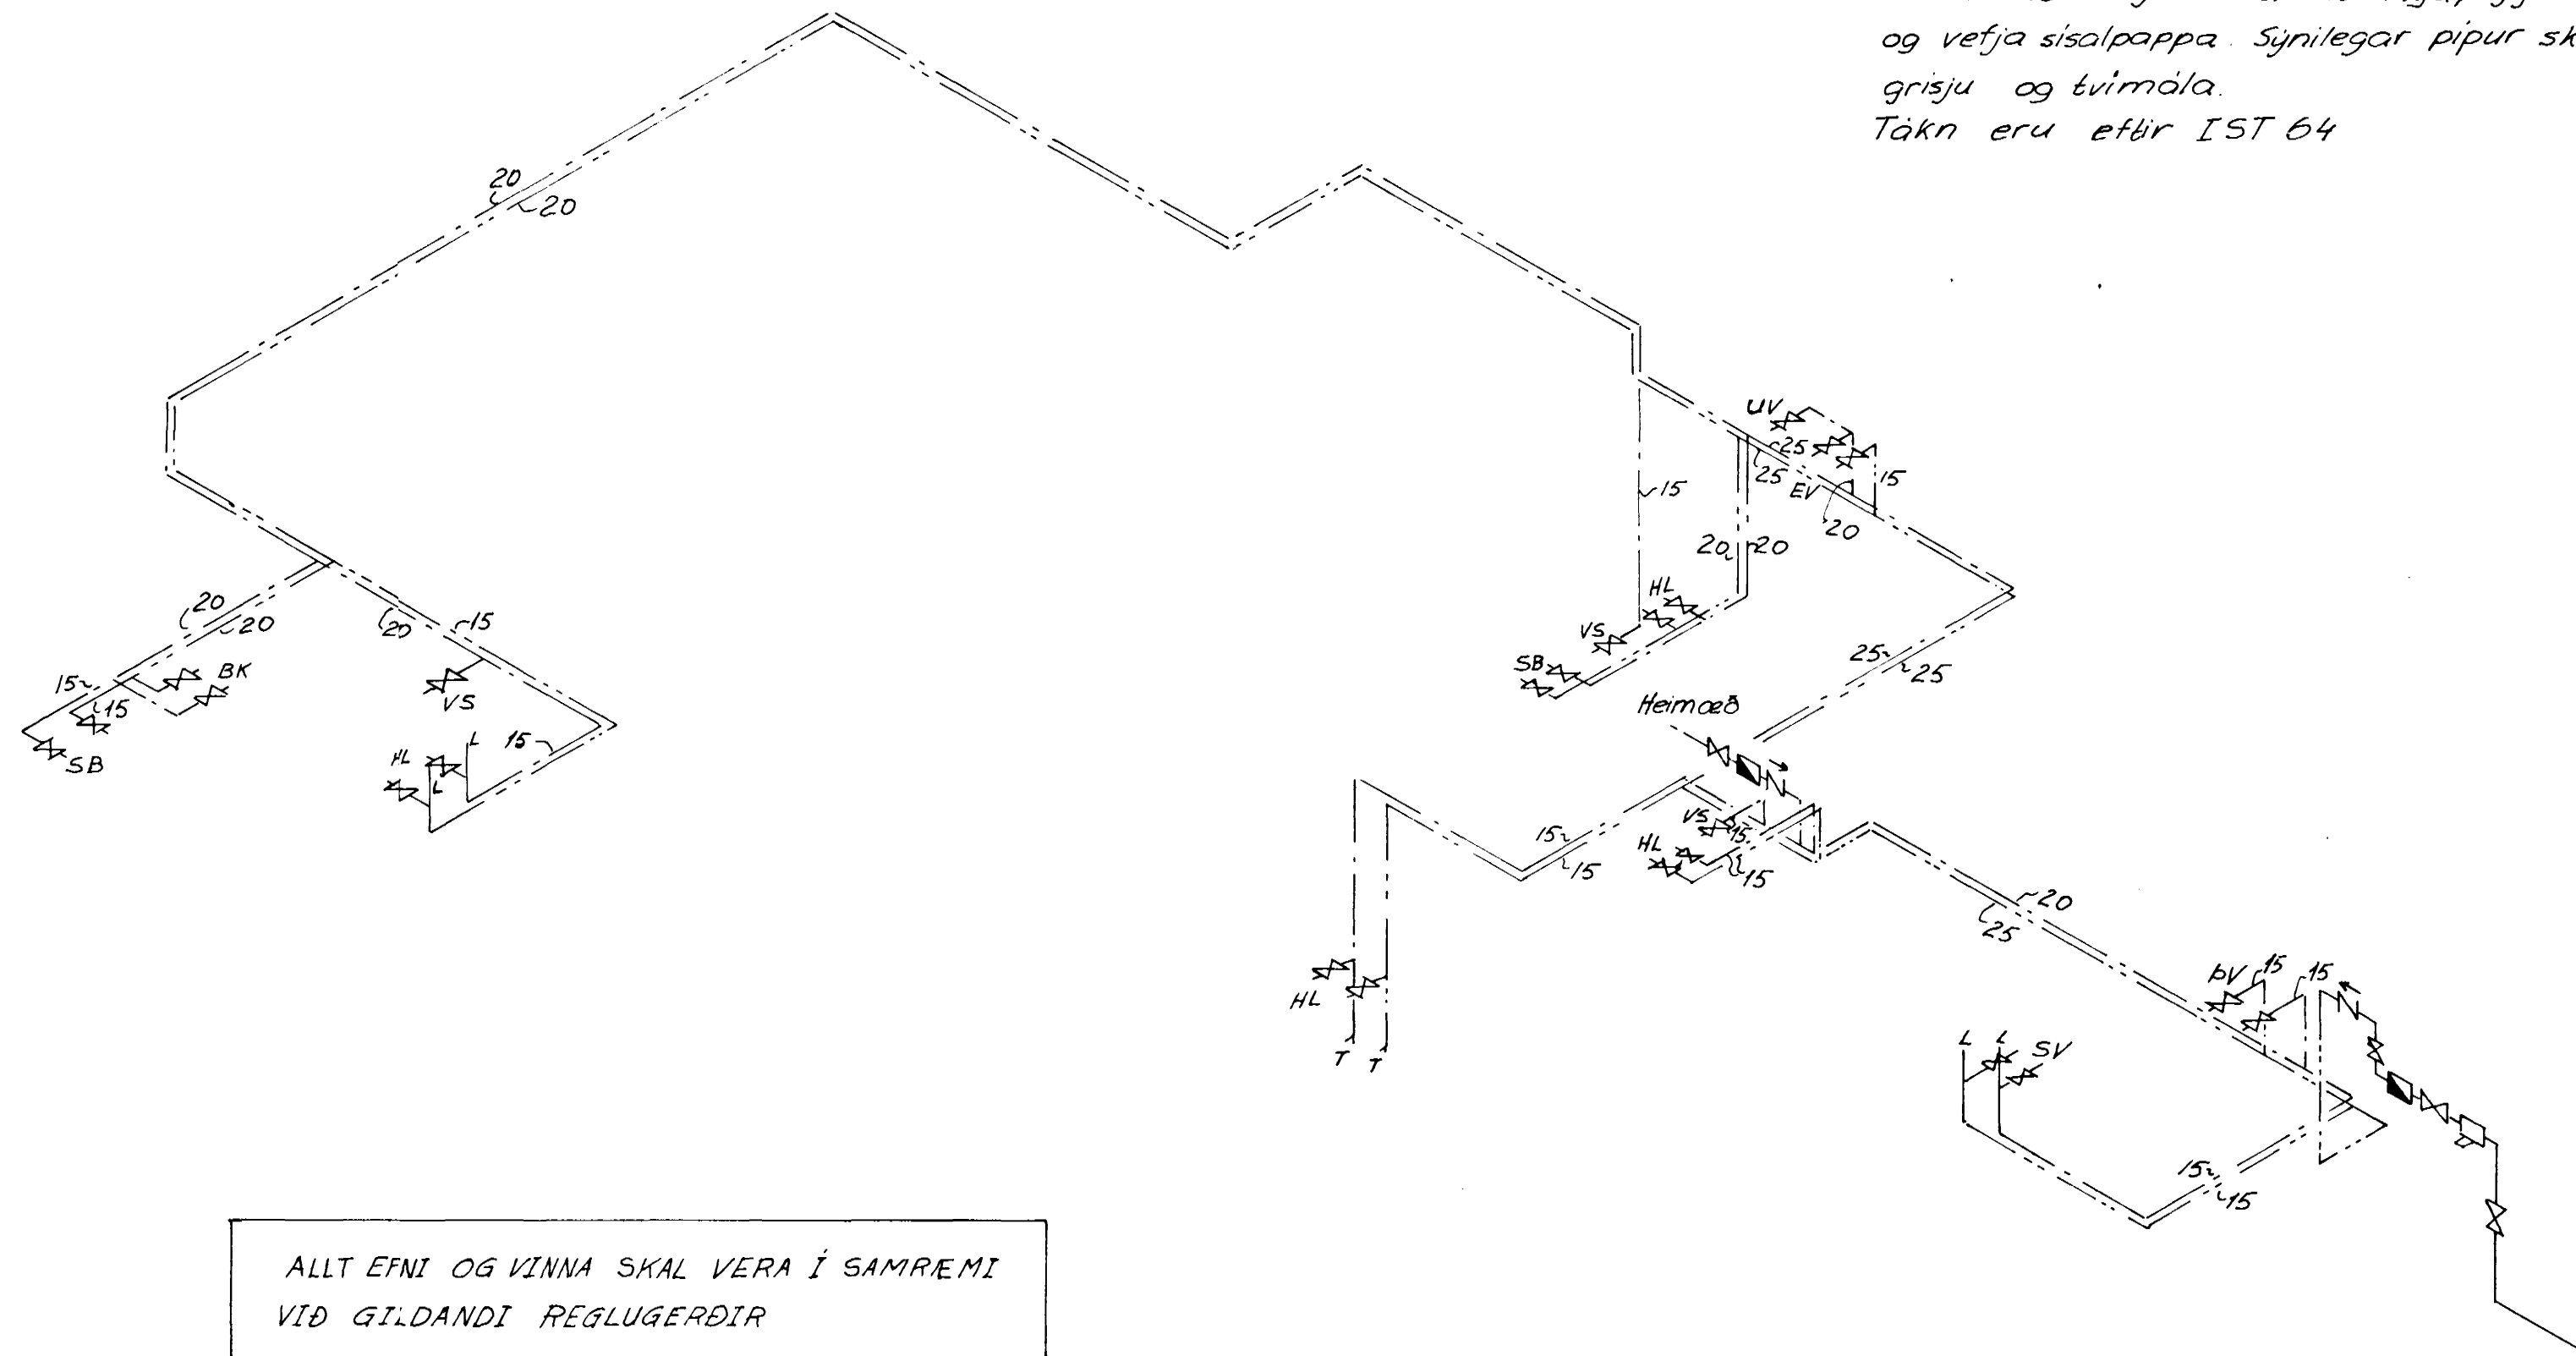 og vefja sísalpappa. Sýnilegar pípur
grisju og tvímála.
Tákn eru eftir IST 64
20
20
UV
25
25
EV
15
20
15
20
20
HL
VS
SB
20
20
20
15
15
15
BK
VS
SB
HL
L
L
15
25
25
Heimæð
15
15
VS
15
HL
15
20
25
HL
T
T
ÞV
15
15
L
L
SV
15
15
ALLT EFNI OG VINNA SKAL VERA Í SAMRÆMI
VIÐ GILDANDI REGLUGERÐIR